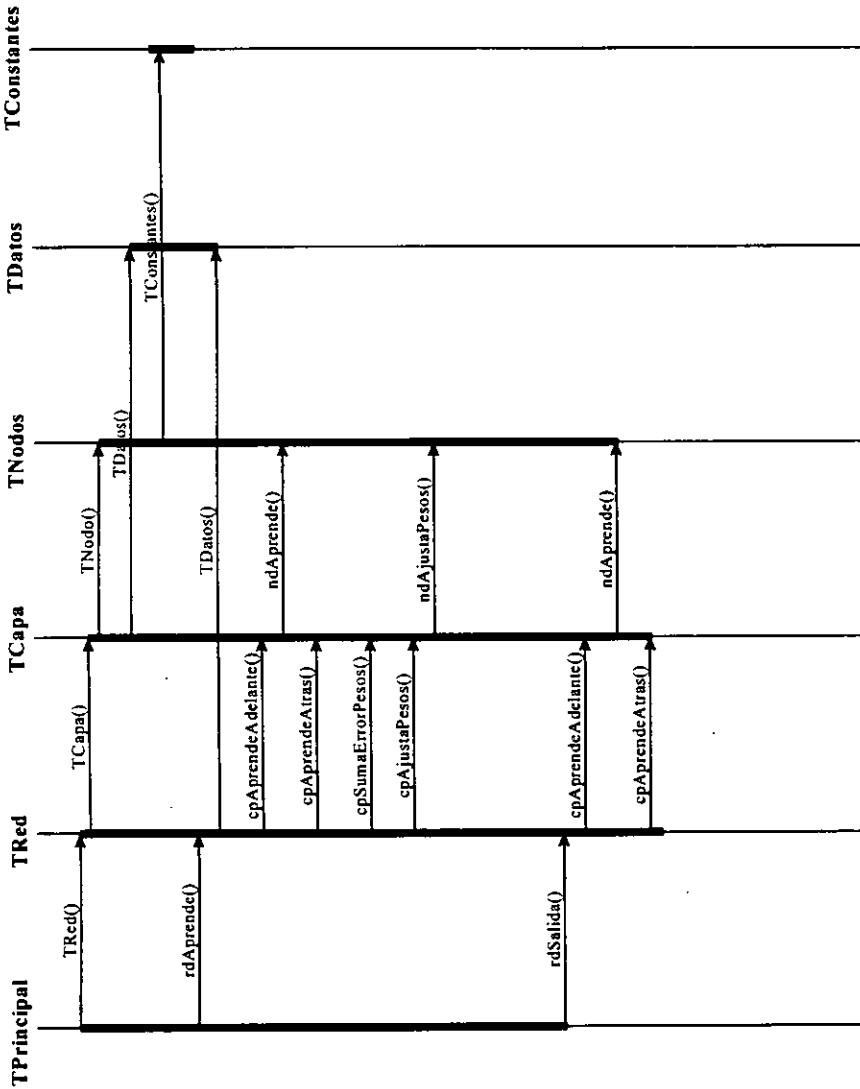 TPrincipal
TRed
TCapa
TNodos
TDatos
TConstantes
TRed()
TCapa()
TNodo()
TDatos()
TConstantes()
rdAprende()
TDatos()
cpAprendeAdelante()
ndAprende()
cpAprendeAtras()
cpSumaErrorPesos()
cpAjustaPesos()
ndAjustaPesos()
rdSalida()
cpAprendeAdelante()
ndAprende()
cpAprendeAtras()